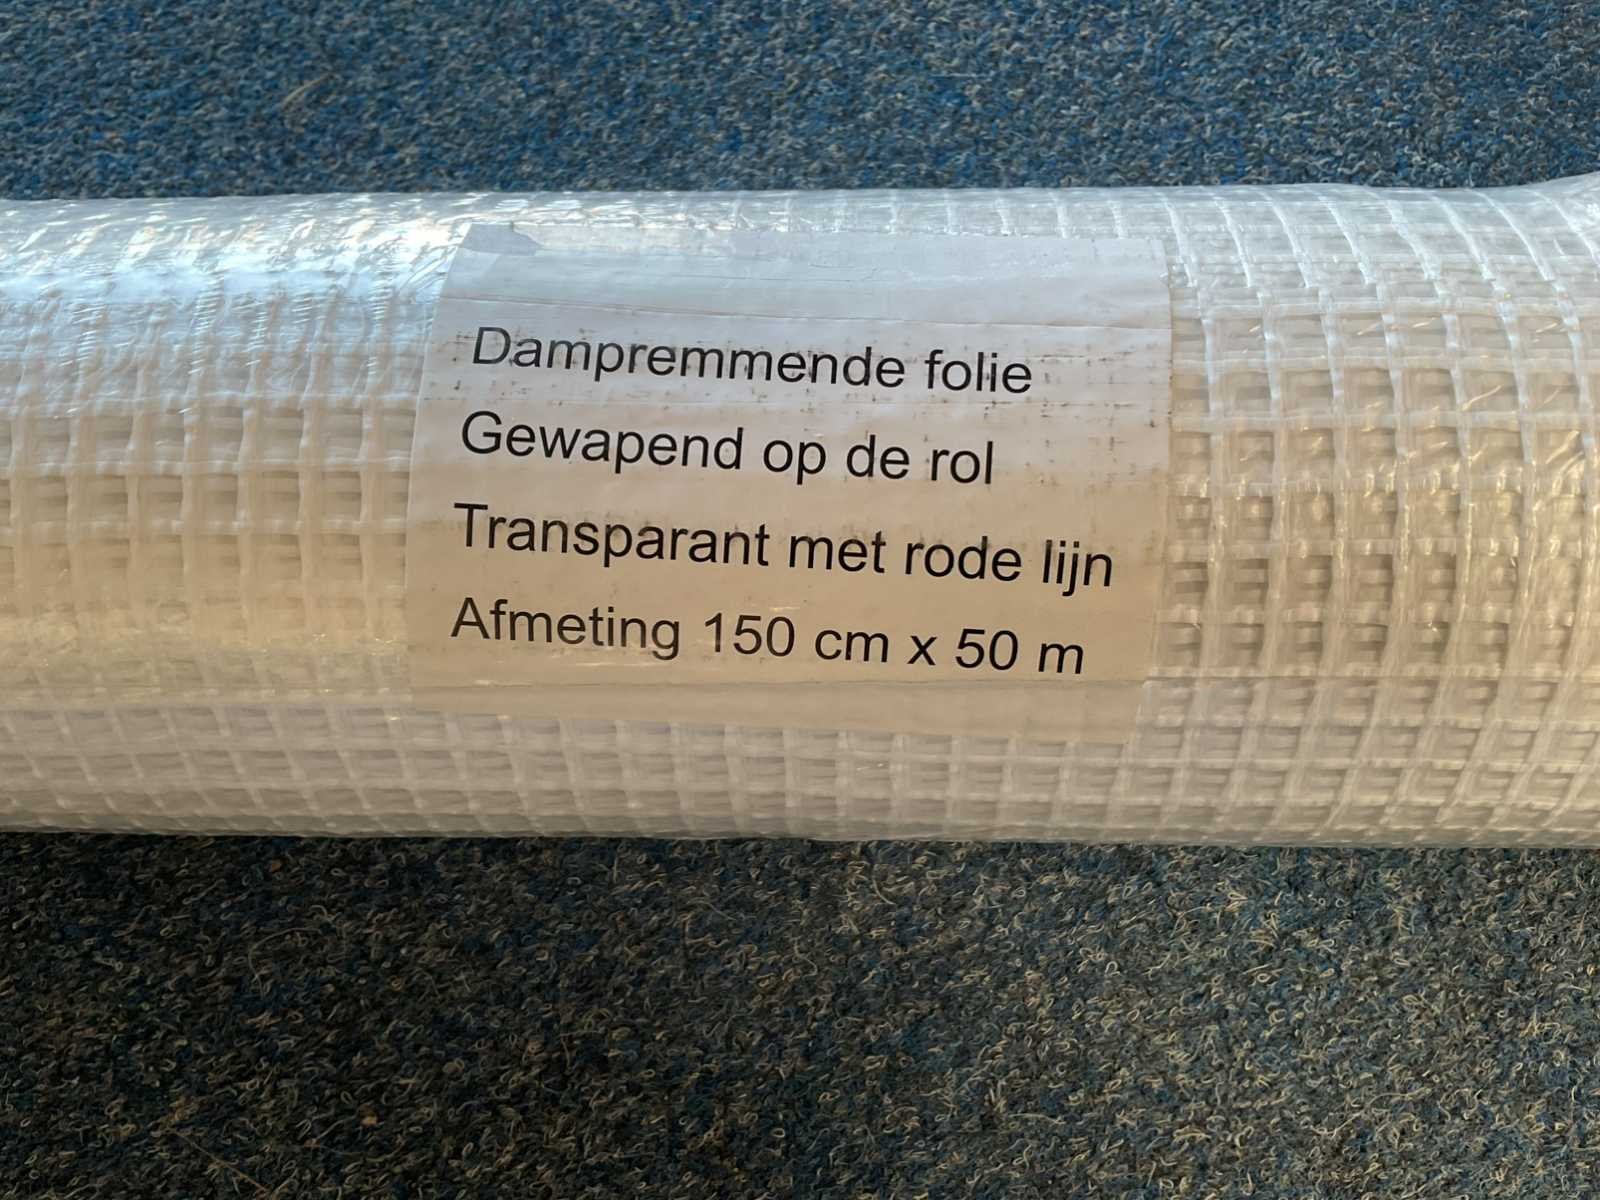 Dampremmende folie
Gewapend op de rol
Transparant met rode lijn
Afmeting 150 cm x 50 m